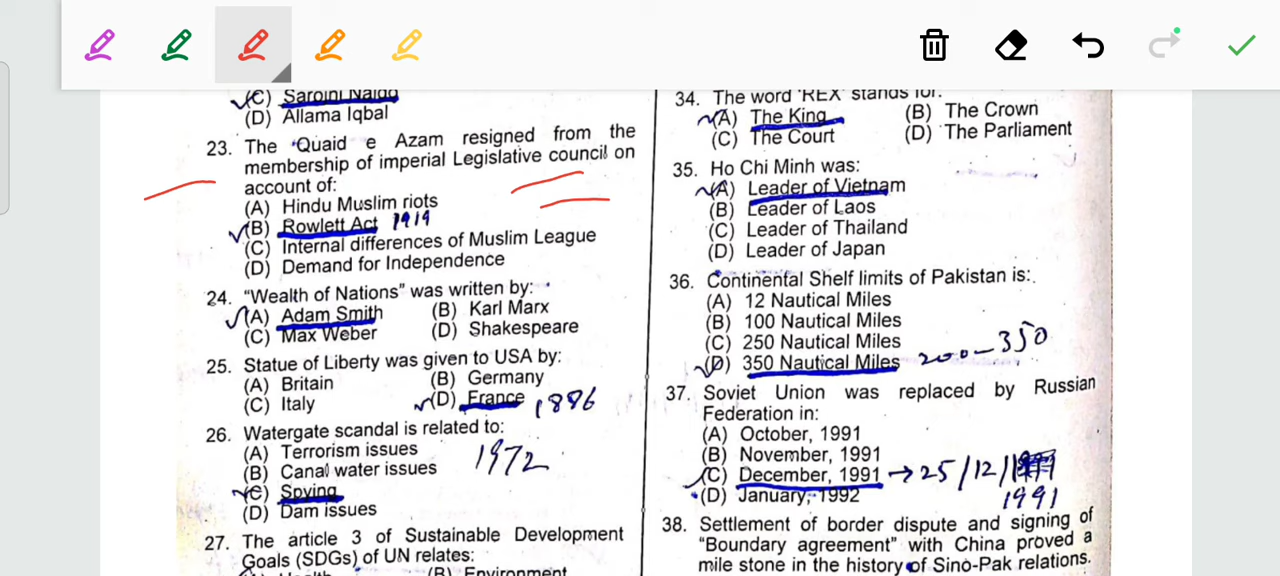 (C) Sarojini Naidu
(D) Allama Iqbal
23. The Quaid e Azam resigned from the
membership of imperial Legislative council on
account of:
(A) Hindu Muslim riots
(B) Rowlett Act 1919
(C) Internal differences of Muslim League
(D) Demand for Independence
24. "Wealth of Nations" was written by:
(A) Adam Smith (B) Karl Marx
(C) Max Weber (D) Shakespeare
25. Statue of Liberty was given to USA by:
(A) Britain (B) Germany
(C) Italy (D) France 1886
26. Watergate scandal is related to:
(A) Terrorism issues
(B) Canal water issues 1972
(C) Spying
(D) Dam issues
27. The article 3 of Sustainable Development
Goals (SDGs) of UN relates:
(B) Environment
34. The word 'REX' stands for:
(A) The King (B) The Crown
(C) The Court (D) The Parliament
35. Ho Chi Minh was:
(A) Leader of Vietnam
(B) Leader of Laos
(C) Leader of Thailand
(D) Leader of Japan
36. Continental Shelf limits of Pakistan is:
(A) 12 Nautical Miles
(B) 100 Nautical Miles
(C) 250 Nautical Miles
(D) 350 Nautical Miles 200-350
37. Soviet Union was replaced by Russian
Federation in:
(A) October, 1991
(B) November, 1991
(C) December, 1991 → 25/12/
(D) January, 1992 1991
38. Settlement of border dispute and signing of
"Boundary agreement" with China proved a
mile stone in the history of Sino-Pak relations.